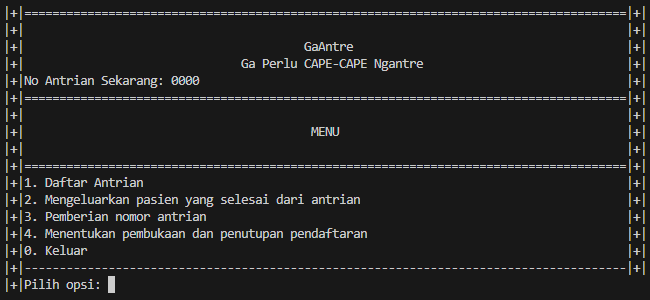 |+|======================================================================================|+|
|+| |+|
|+| GaAntre |+|
|+| Ga Perlu CAPE-CAPE Ngantre |+|
|+|No Antrian Sekarang: 0000 |+|
|+|======================================================================================|+|
|+| |+|
|+| MENU |+|
|+| |+|
|+|======================================================================================|+|
|+|1. Daftar Antrian |+|
|+|2. Mengeluarkan pasien yang selesai dari antrian |+|
|+|3. Pemberian nomor antrian |+|
|+|4. Menentukan pembukaan dan penutupan pendaftaran |+|
|+|0. Keluar |+|
|+|--------------------------------------------------------------------------------------|+|
|+|Pilih opsi: